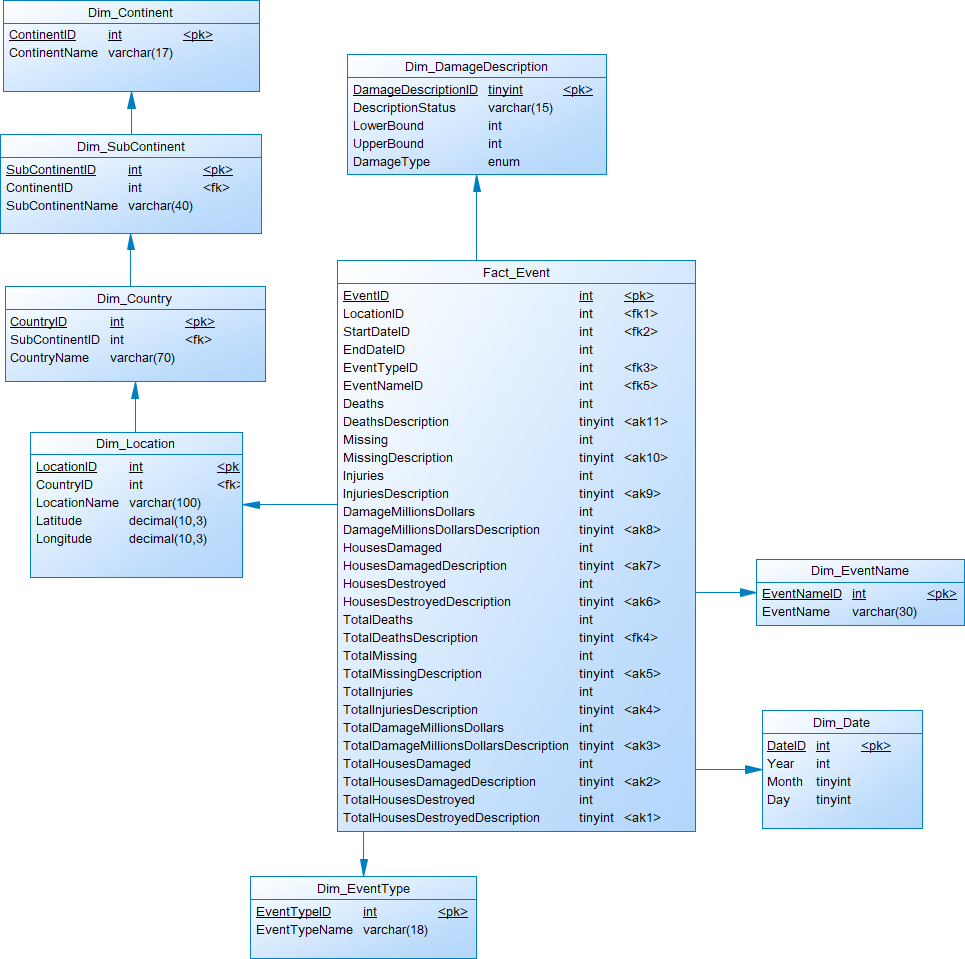 Dim_Continent
ContinentID int <pk>
ContinentName varchar(17)
Dim_SubContinent
SubContinentID int <pk>
ContinentID int <fk>
SubContinentName varchar(40)
Dim_Country
CountryID int <pk>
SubContinentID int <fk>
CountryName varchar(70)
Dim_Location
LocationID int <pk
CountryID int <fk>
LocationName varchar(100)
Latitude decimal(10,3)
Longitude decimal(10,3)
Dim_DamageDescription
DamageDescriptionID tinyint <pk>
DescriptionStatus varchar(15)
LowerBound int
UpperBound int
DamageType enum
Fact_Event
EventID int <pk>
LocationID int <fk1>
StartDateID int <fk2>
EndDateID int
EventTypeID int <fk3>
EventNameID int <fk5>
Deaths int
DeathsDescription tinyint <ak11>
Missing int
MissingDescription tinyint <ak10>
Injuries int
InjuriesDescription tinyint <ak9>
DamageMillionsDollars int
DamageMillionsDollarsDescription tinyint <ak8>
HousesDamaged int
HousesDamagedDescription tinyint <ak7>
HousesDestroyed int
HousesDestroyedDescription tinyint <ak6>
TotalDeaths int
TotalDeathsDescription tinyint <fk4>
TotalMissing int
TotalMissingDescription tinyint <ak5>
TotalInjuries int
TotalInjuriesDescription tinyint <ak4>
TotalDamageMillionsDollars int
TotalDamageMillionsDollarsDescription tinyint <ak3>
TotalHousesDamaged int
TotalHousesDamagedDescription tinyint <ak2>
TotalHousesDestroyed int
TotalHousesDestroyedDescription tinyint <ak1>
Dim_EventName
EventNameID int <pk>
EventName varchar(30)
Dim_Date
DateID int <pk>
Year int
Month tinyint
Day tinyint
Dim_EventType
EventTypeID int <pk>
EventTypeName varchar(18)